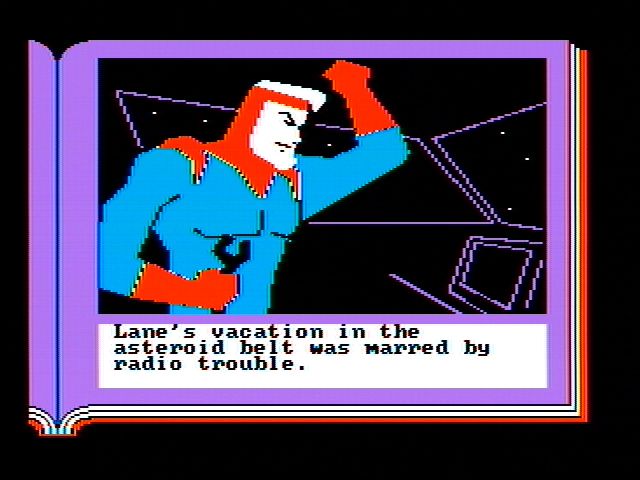 Lane's vacation in the
asteroid belt was marred by
radio trouble.